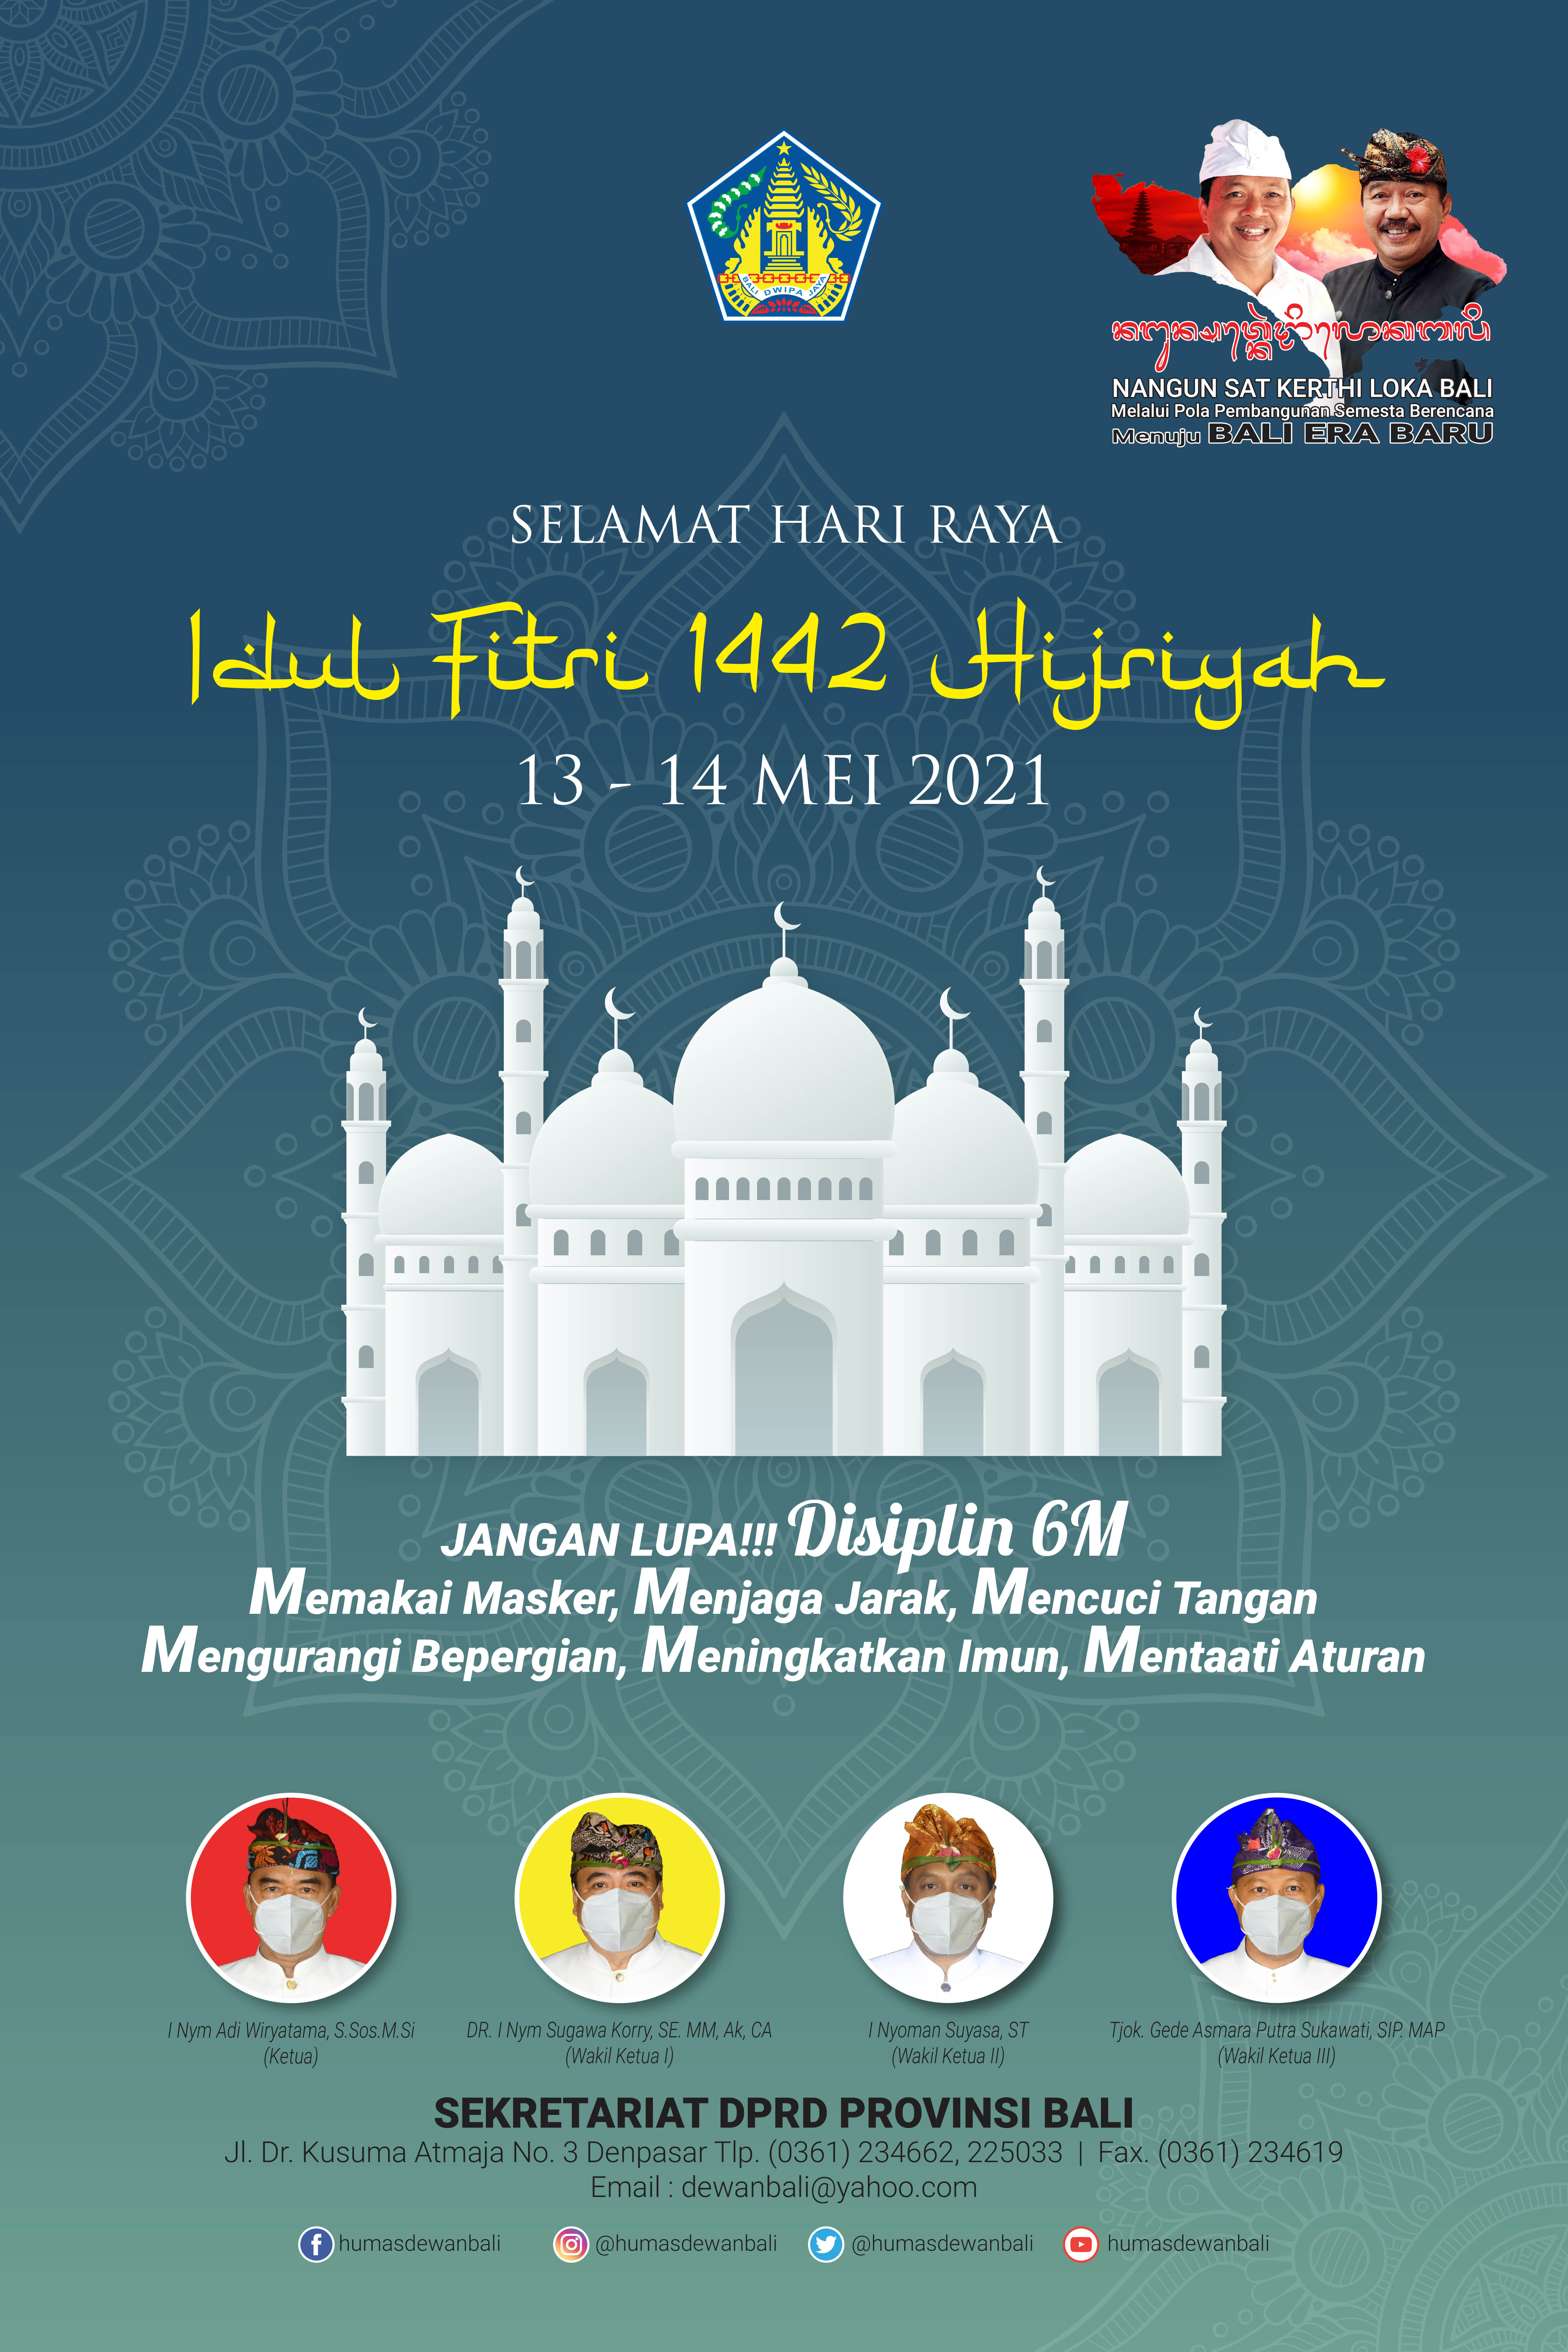 BALI DWIPA JAYA
NANGUN SAT KERTHI LOKA BALI
Melalui Pola Pembangunan Semesta Berencana
Menuju BALI ERA BARU
SELAMAT HARI RAYA
Idul Fitri 1442 Hijriyah
13 - 14 MEI 2021
JANGAN LUPA!!! Disiplin 6M
Memakai Masker, Menjaga Jarak, Mencuci Tangan
Mengurangi Bepergian, Meningkatkan Imun, Mentaati Aturan
I Nym Adi Wiryatama, S.Sos.M.Si
(Ketua)
DR. I Nym Sugawa Korry, SE. MM, Ak, CA
(Wakil Ketua I)
I Nyoman Suyasa, ST
(Wakil Ketua II)
Tjok. Gede Asmara Putra Sukawati, SIP. MAP
(Wakil Ketua III)
SEKRETARIAT DPRD PROVINSI BALI
Jl. Dr. Kusuma Atmaja No. 3 Denpasar Tlp. (0361) 234662, 225033 | Fax. (0361) 234619
Email : dewanbali@yahoo.com
humasdewanbali @humasdewanbali @humasdewanbali humasdewanbali